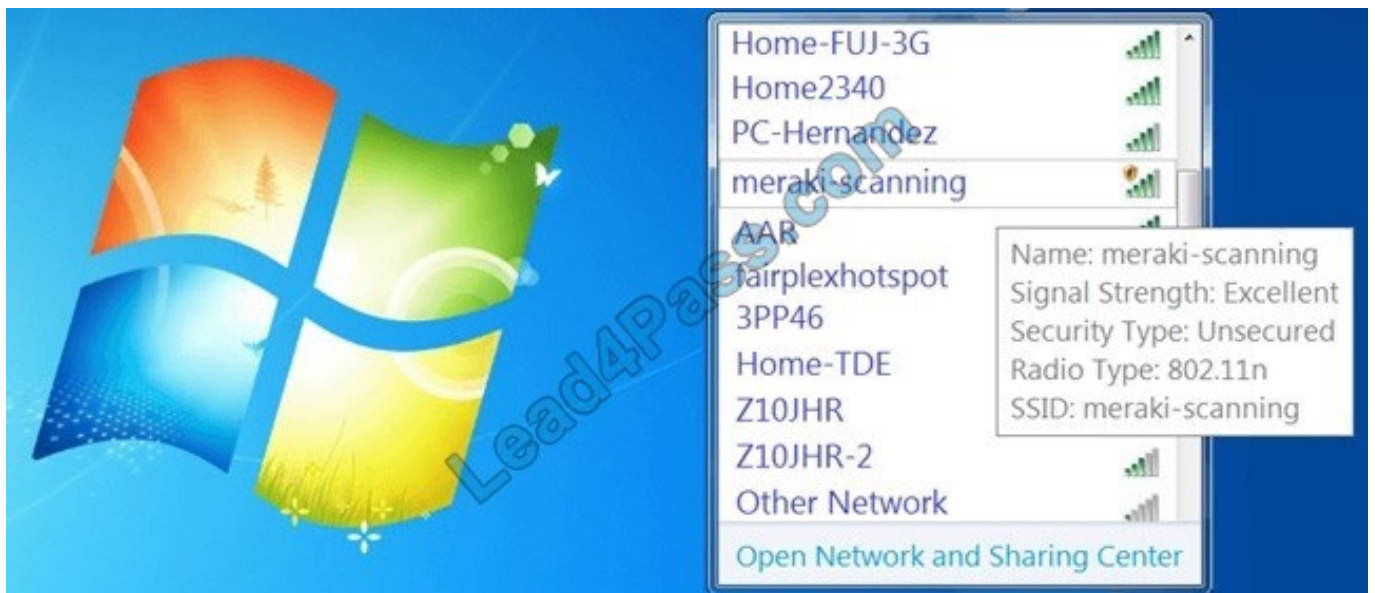 Home-FUJ-3G
Home2340
PC-Hernandez
meraki-scanning
AAR
fairplexhotspot
3PP46
Home-TDE
Z10JHR
Z10JHR-2
Other Network
Open Network and Sharing Center
Name: meraki-scanning
Signal Strength: Excellent
Security Type: Unsecured
Radio Type: 802.11n
SSID: meraki-scanning
Lead4Pass.com